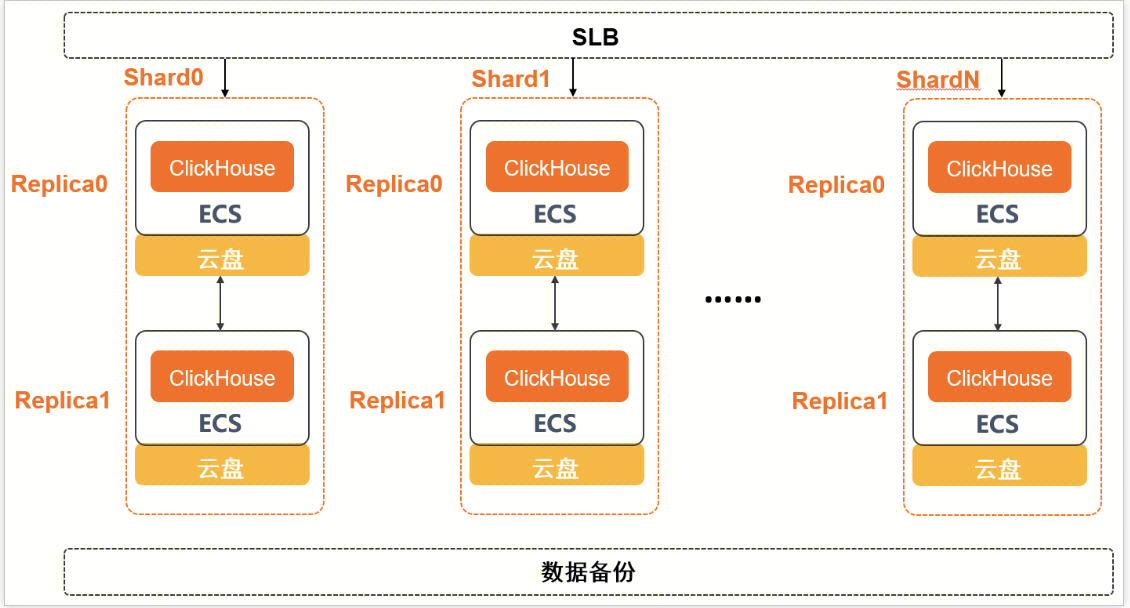 SLB
Shard0
Shard1
ShardN
Replica0
ClickHouse
ECS
云盘
Replica0
ClickHouse
ECS
云盘
Replica0
ClickHouse
ECS
云盘
......
Replica1
ClickHouse
ECS
云盘
Replica1
ClickHouse
ECS
云盘
Replica1
ClickHouse
ECS
云盘
数据备份